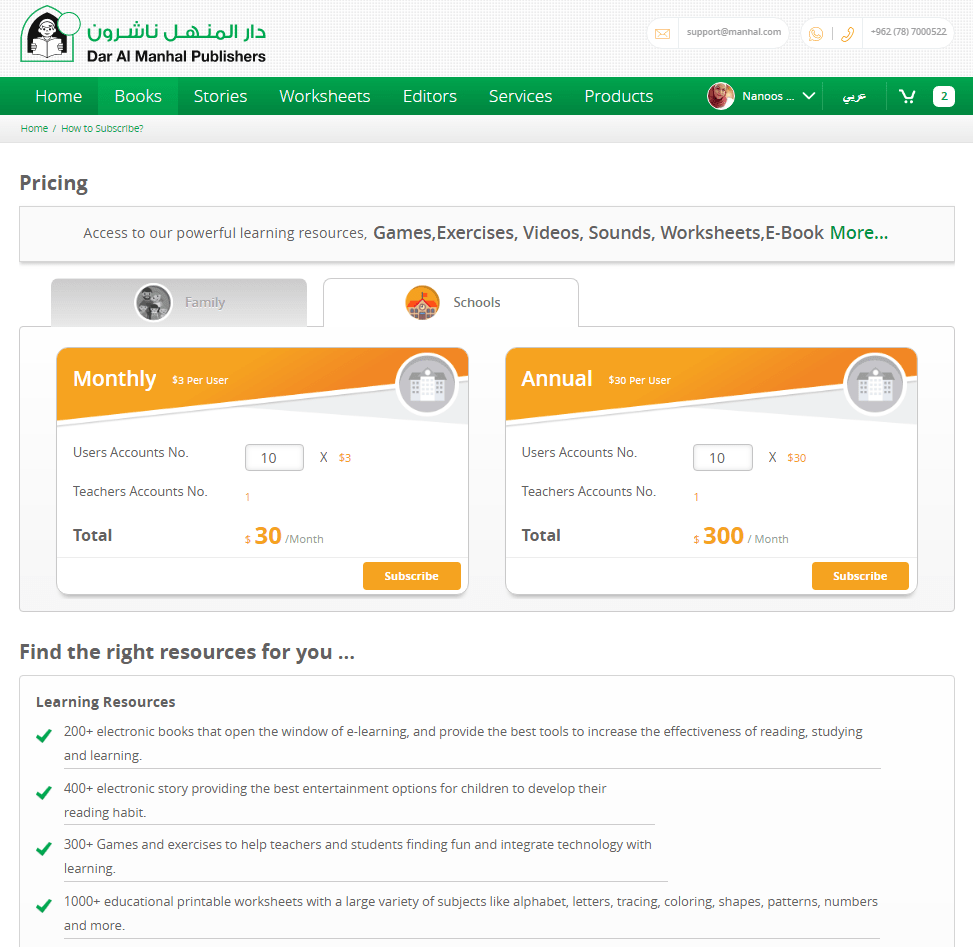 دار المنهل ناشرون
Dar Al Manhal Publishers
support@manhal.com
+962 (78) 7000522
Home Books Stories Worksheets Editors Services Products Nanoos ... عربي 2
Home / How to Subscribe?
Pricing
Access to our powerful learning resources, Games,Exercises, Videos, Sounds, Worksheets,E-Book More...
Family
Schools
Monthly $3 Per User
Users Accounts No. 10 X $3
Teachers Accounts No. 1
Total $ 30 /Month
Subscribe
Annual $30 Per User
Users Accounts No. 10 X $30
Teachers Accounts No. 1
Total $ 300 / Month
Subscribe
Find the right resources for you ...
Learning Resources
200+ electronic books that open the window of e-learning, and provide the best tools to increase the effectiveness of reading, studying
and learning.
400+ electronic story providing the best entertainment options for children to develop their
reading habit.
300+ Games and exercises to help teachers and students finding fun and integrate technology with
learning.
1000+ educational printable worksheets with a large variety of subjects like alphabet, letters, tracing, coloring, shapes, patterns, numbers
and more.